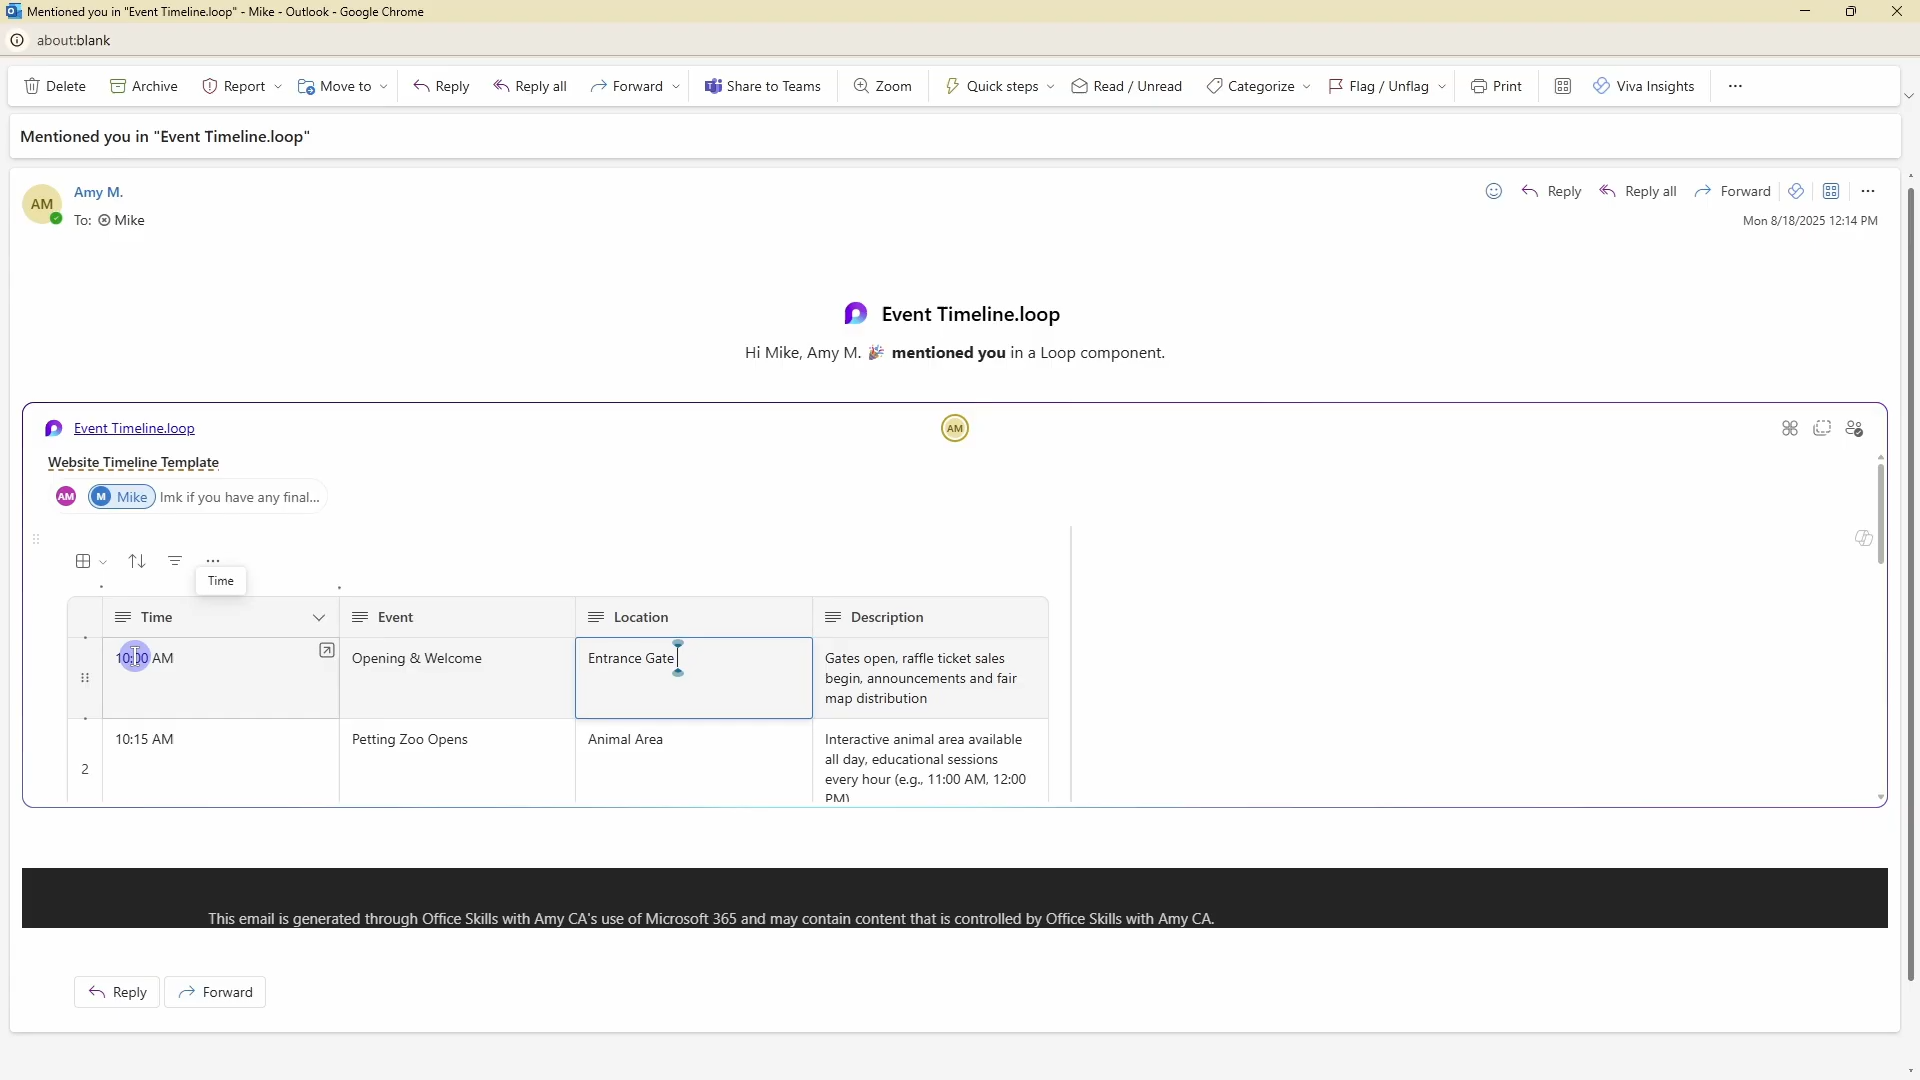 Mentioned you in "Event Timeline.loop" - Mike - Outlook - Google Chrome
about:blank
Delete Archive Report Move to Reply Reply all Forward Share to Teams Zoom Quick steps Read / Unread Categorize Flag / Unflag Print Viva Insights ...
Mentioned you in "Event Timeline.loop"
AM Amy M. Reply Reply all Forward ...
To: Mike Mon 8/18/2025 12:14 PM
Event Timeline.loop
Hi Mike, Amy M. 🎉 mentioned you in a Loop component.
Event Timeline.loop AM
Website Timeline Template
AM M Mike lmk if you have any final...
...
Time
Time Event Location Description
10:00 AM Opening & Welcome Entrance Gate Gates open, raffle ticket sales
begin, announcements and fair
map distribution
10:15 AM Petting Zoo Opens Animal Area Interactive animal area available
all day, educational sessions
2 every hour (e.g., 11:00 AM, 12:00
PM)
This email is generated through Office Skills with Amy CA's use of Microsoft 365 and may contain content that is controlled by Office Skills with Amy CA.
Reply Forward